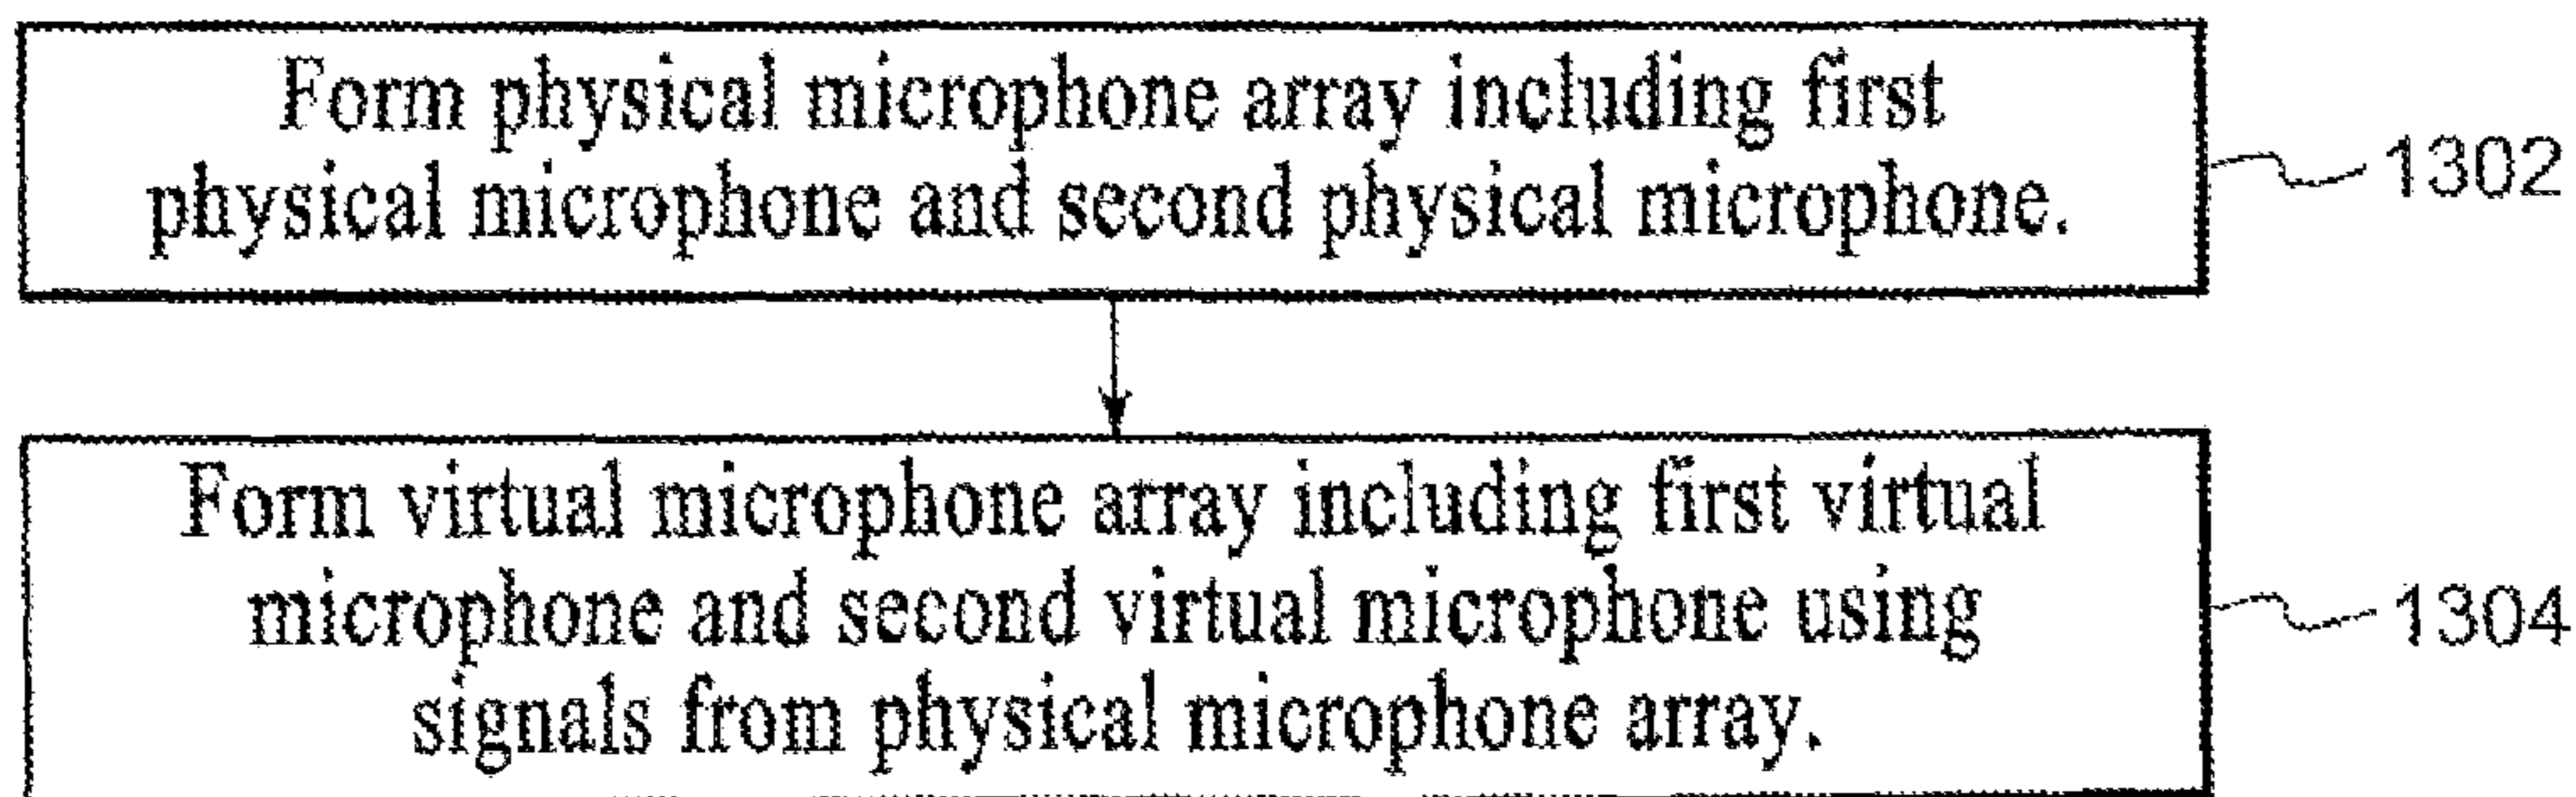 Form physical microphone array including first
physical microphone and second physical microphone.
1302
Form virtual microphone array including first virtual
microphone and second virtual microphone using
signals from physical microphone array.
1304